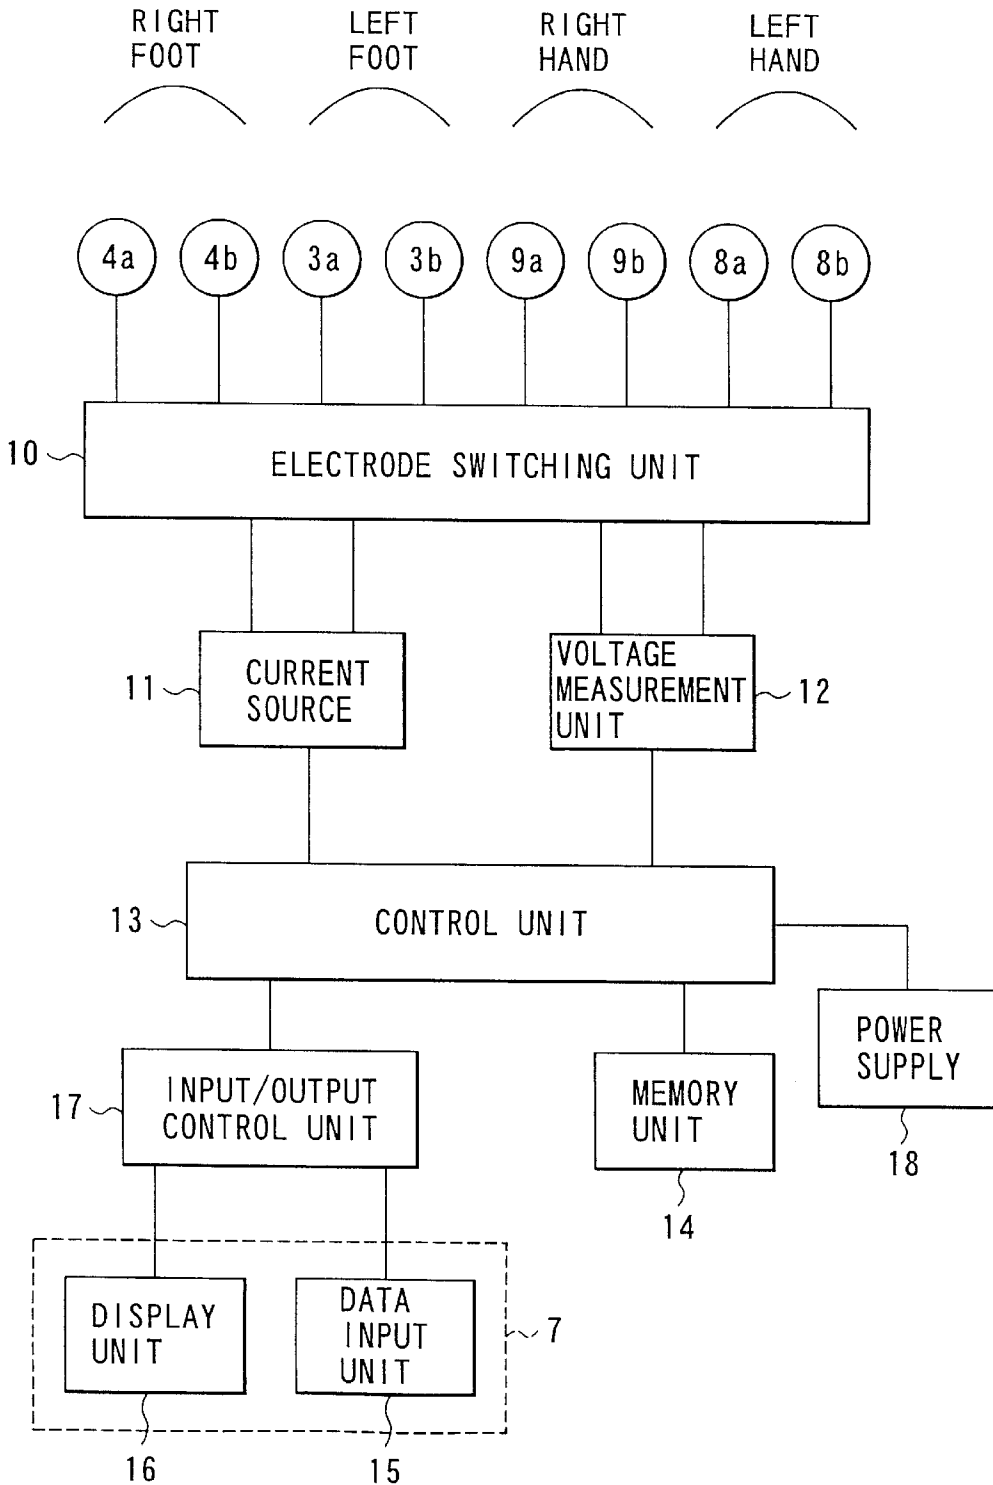 RIGHT FOOT
LEFT FOOT
RIGHT HAND
LEFT HAND
4a 4b 3a 3b 9a 9b 8a 8b
10
ELECTRODE SWITCHING UNIT
11
CURRENT
SOURCE
VOLTAGE
MEASUREMENT
UNIT
12
13
CONTROL UNIT
17
INPUT/OUTPUT
CONTROL UNIT
MEMORY
UNIT
14
POWER
SUPPLY
18
DISPLAY
UNIT
16
DATA
INPUT
UNIT
15
7